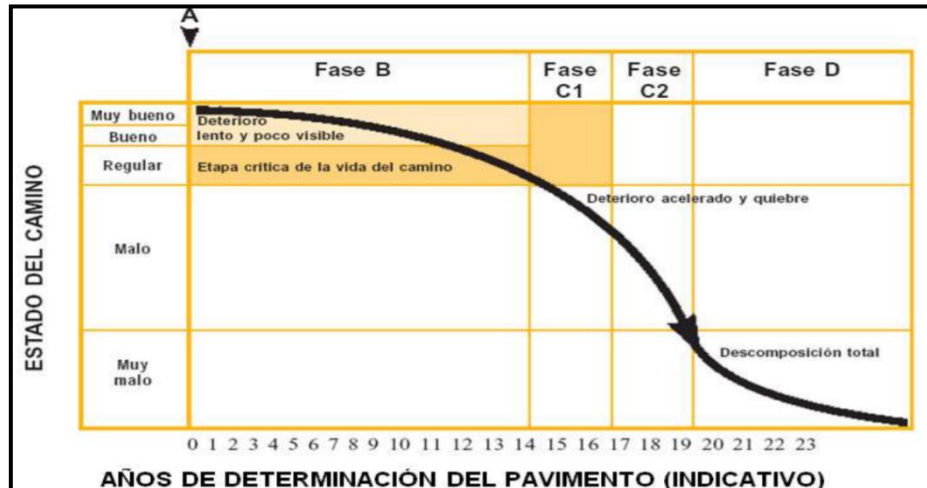 A
Fase B
Fase
C1
Fase
C2
Fase D
ESTADO DEL CAMINO
Muy bueno
Bueno
Regular
Malo
Muy
malo
Deterioro
lento y poco visible
Etapa crítica de la vida del camino
Deterioro acelerado y quiebre
Descomposición total
0 1 2 3 4 5 6 7 8 9 10 11 12 13 14 15 16 17 18 19 20 21 22 23
AÑOS DE DETERMINACIÓN DEL PAVIMENTO (INDICATIVO)